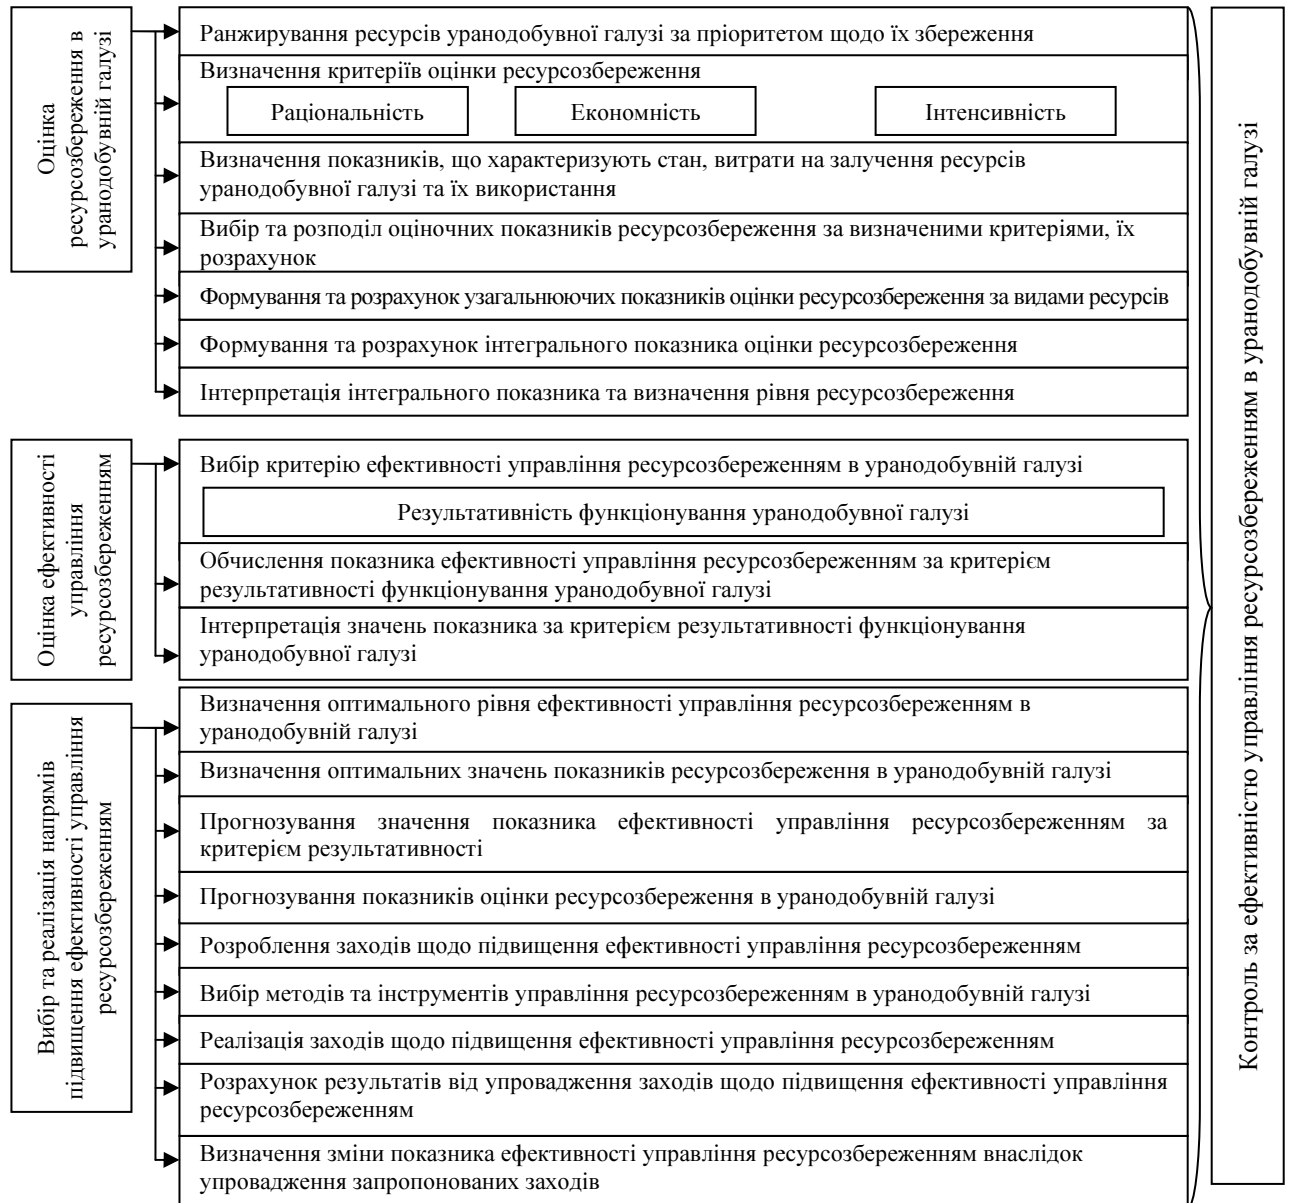 Оцінка
ресурсозбереження в
уранодобувній галузі
Ранжирування ресурсів уранодобувної галузі за пріоритетом щодо їх збереження
Визначення критеріїв оцінки ресурсозбереження
Раціональність
Економність
Інтенсивність
Визначення показників, що характеризують стан, витрати на залучення ресурсів
уранодобувної галузі та їх використання
Вибір та розподіл оціночних показників ресурсозбереження за визначеними критеріями, їх
розрахунок
Формування та розрахунок узагальнюючих показників оцінки ресурсозбереження за видами ресурсів
Формування та розрахунок інтегрального показника оцінки ресурсозбереження
Інтерпретація інтегрального показника та визначення рівня ресурсозбереження
Оцінка ефективності
управління
ресурсозбереженням
Вибір критерію ефективності управління ресурсозбереженням в уранодобувній галузі
Результативність функціонування уранодобувної галузі
Обчислення показника ефективності управління ресурсозбереженням за критерієм
результативності функціонування уранодобувної галузі
Інтерпретація значень показника за критерієм результативності функціонування
уранодобувної галузі
Вибір та реалізація напрямів
підвищення ефективності управління
ресурсозбереженням
Визначення оптимального рівня ефективності управління ресурсозбереженням в
уранодобувній галузі
Визначення оптимальних значень показників ресурсозбереження в уранодобувній галузі
Прогнозування значення показника ефективності управління ресурсозбереженням за
критерієм результативності
Прогнозування показників оцінки ресурсозбереження в уранодобувній галузі
Розроблення заходів щодо підвищення ефективності управління ресурсозбереженням
Вибір методів та інструментів управління ресурсозбереженням в уранодобувній галузі
Реалізація заходів щодо підвищення ефективності управління ресурсозбереженням
Розрахунок результатів від упровадження заходів щодо підвищення ефективності управління
ресурсозбереженням
Визначення зміни показника ефективності управління ресурсозбереженням внаслідок
упровадження запропонованих заходів
Контроль за ефективністю управління ресурсозбереженням в уранодобувній галузі